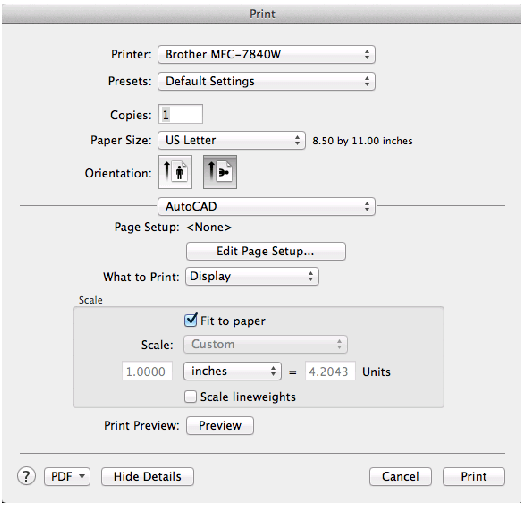 Print
Printer: Brother MFC-7840W
Presets: Default Settings
Copies: 1
Paper Size: US Letter 8.50 by 11.00 inches
Orientation:
AutoCAD
Page Setup: <None>
Edit Page Setup...
What to Print: Display
Scale
Fit to paper
Scale: Custom
1.0000 inches = 4.2043 Units
Scale lineweights
Print Preview: Preview
? PDF Hide Details Cancel Print